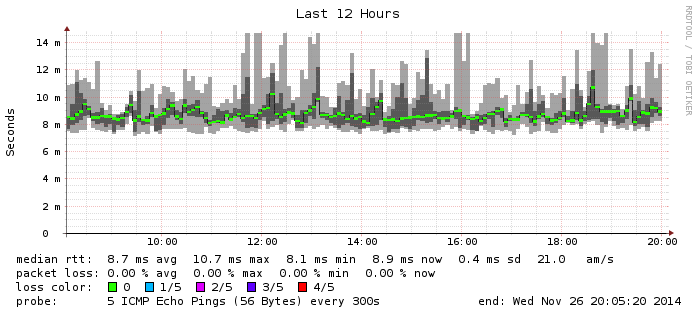 Last 12 Hours
RRDTOOL / TOBI OETIKER
Seconds
14 m
12 m
10 m
8 m
6 m
4 m
2 m
0
10:00 12:00 14:00 16:00 18:00 20:00
median rtt: 8.7 ms avg 10.7 ms max 8.1 ms min 8.9 ms now 0.4 ms sd 21.0 am/s
packet loss: 0.00 % avg 0.00 % max 0.00 % min 0.00 % now
loss color: 0 1/5 2/5 3/5 4/5
probe: 5 ICMP Echo Pings (56 Bytes) every 300s end: Wed Nov 26 20:05:20 2014